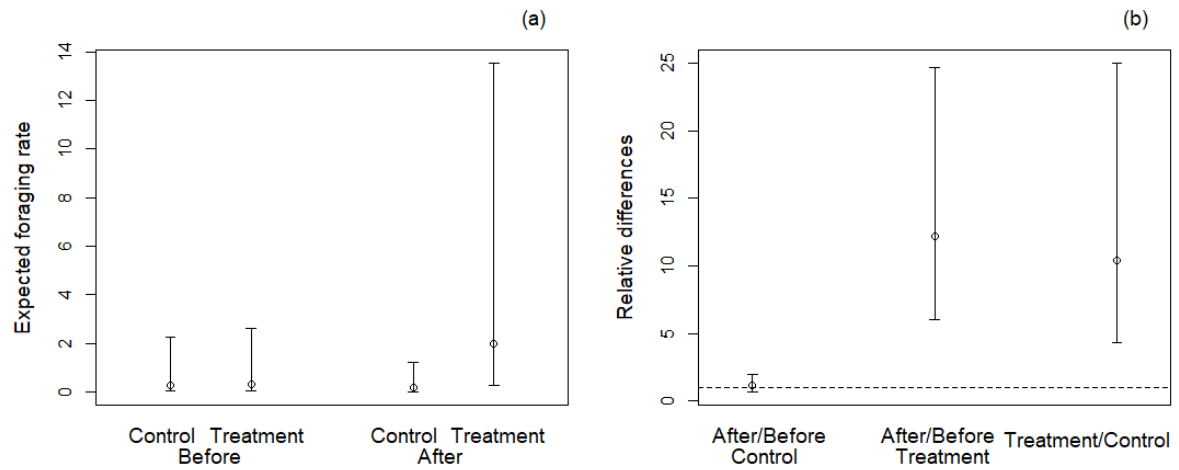 (a)
Expected foraging rate
14
12
10
8
6
4
2
0
Control Treatment Control Treatment
Before After
(b)
Relative differences
25
20
15
10
5
0
After/Before After/Before Treatment/Control
Control Treatment